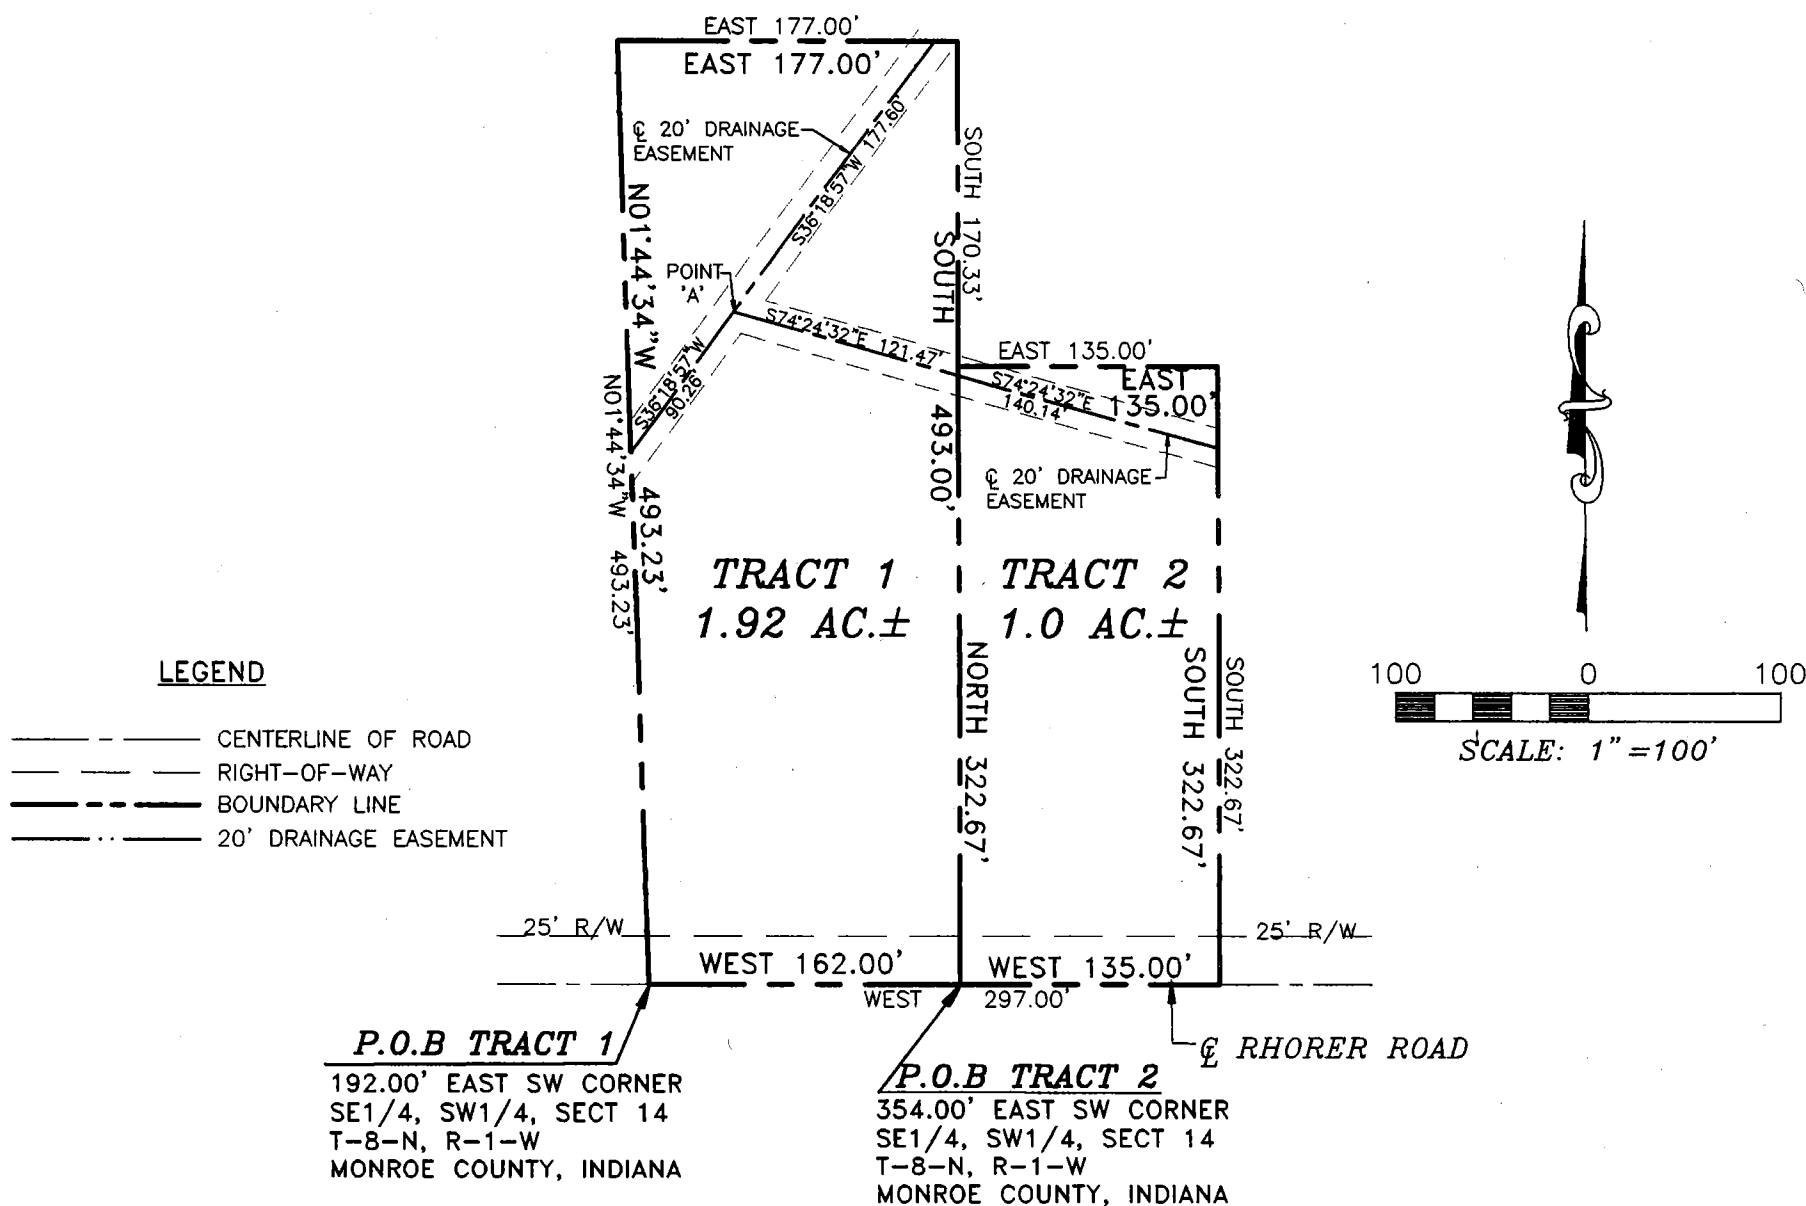 EAST 177.00'
EAST 177.00'
℄ 20' DRAINAGE
EASEMENT
S36°18'57"W 177.60'
SOUTH 170.33'
N01°44'34"W 493.23'
SOUTH 493.00'
POINT
'A'
S74°24'32"E 121.47'
EAST 135.00'
EAST
135.00'
S74°24'32"E
140.14'
S36°18'57"W
90.26'
N01°44'34"W 493.23'
℄ 20' DRAINAGE
EASEMENT
TRACT 1
1.92 AC.±
TRACT 2
1.0 AC.±
NORTH 322.67'
SOUTH 322.67'
SOUTH 322.67'
LEGEND
CENTERLINE OF ROAD
RIGHT-OF-WAY
BOUNDARY LINE
20' DRAINAGE EASEMENT
100 0 100
SCALE: 1"=100'
25' R/W
25' R/W
WEST 162.00'
WEST 135.00'
WEST 297.00'
℄ RHORER ROAD
P.O.B TRACT 1
192.00' EAST SW CORNER
SE1/4, SW1/4, SECT 14
T-8-N, R-1-W
MONROE COUNTY, INDIANA
P.O.B TRACT 2
354.00' EAST SW CORNER
SE1/4, SW1/4, SECT 14
T-8-N, R-1-W
MONROE COUNTY, INDIANA